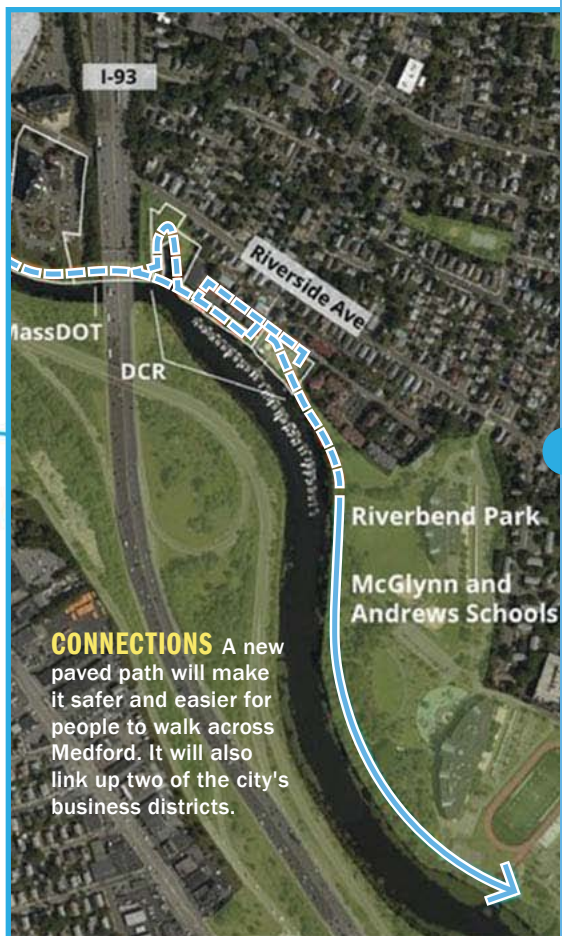 I-93
Riverside Ave
MassDOT
DCR
Riverbend Park
McGlynn and
Andrews Schools
CONNECTIONS A new
paved path will make
it safer and easier for
people to walk across
Medford. It will also
link up two of the city's
business districts.